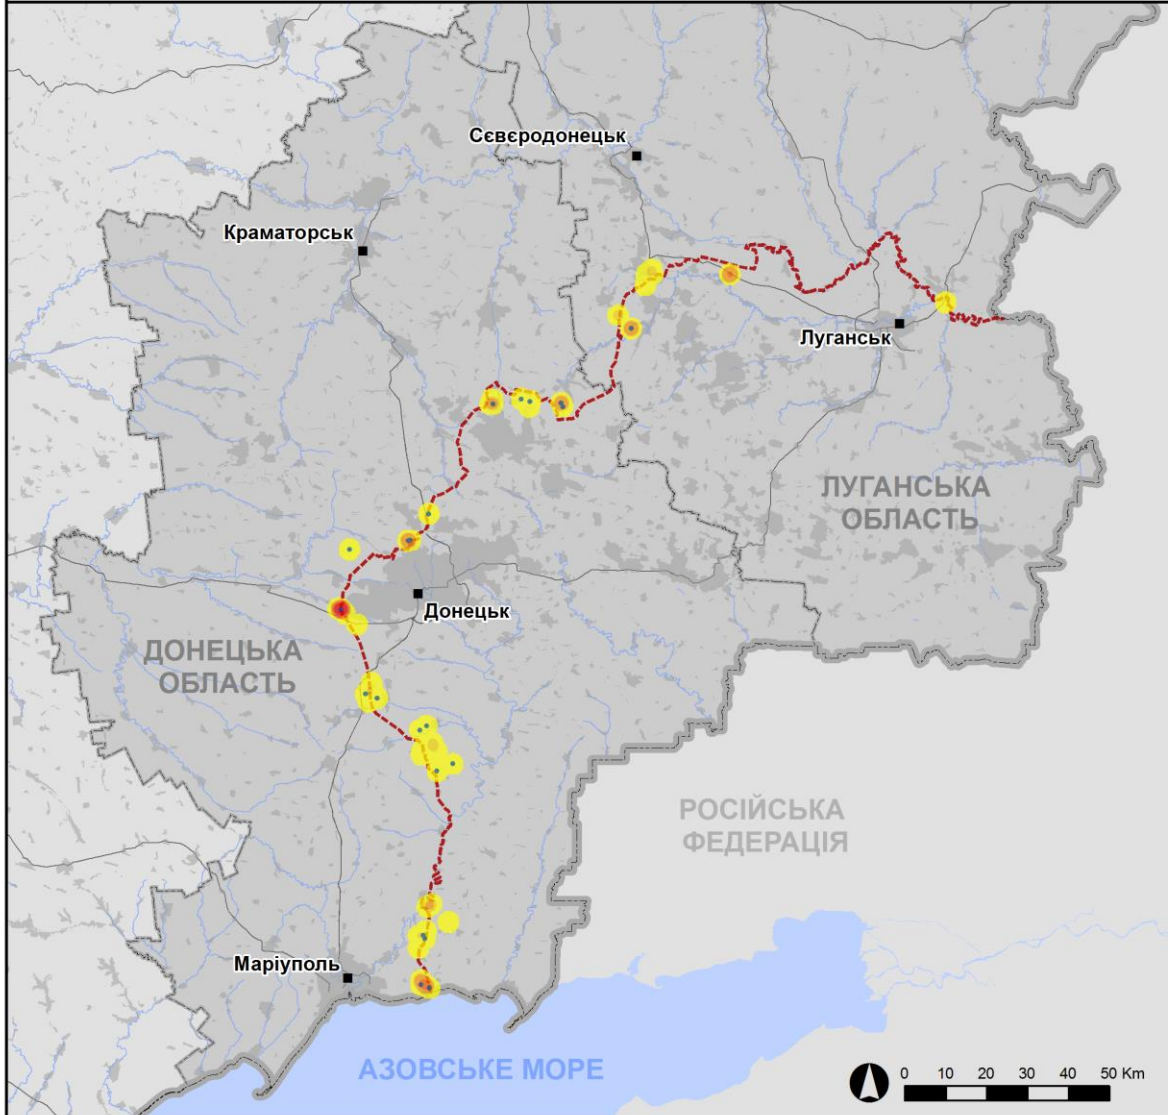 Сєвєродонецьк
Краматорськ
Луганськ
ЛУГАНСЬКА
ОБЛАСТЬ
Донецьк
ДОНЕЦЬКА
ОБЛАСТЬ
РОСІЙСЬКА
ФЕДЕРАЦІЯ
Маріуполь
АЗОВСЬКЕ МОРЕ
0 10 20 30 40 50 Km